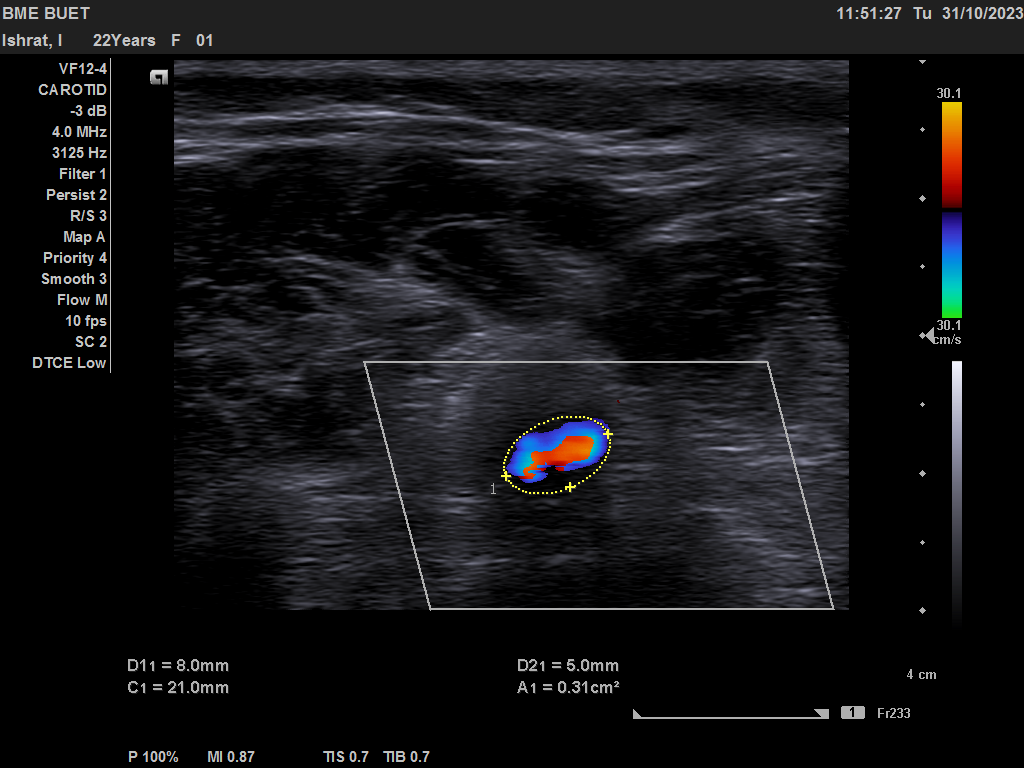 BME BUET 11:51:27 Tu 31/10/2023
Ishrat, I 22Years F 01
VF12-4
CAROTID
-3 dB
4.0 MHz
3125 Hz
Filter 1
Persist 2
R/S 3
Map A
Priority 4
Smooth 3
Flow M
10 fps
SC 2
DTCE Low
30.1
30.1
cm/s
1
D11 = 8.0mm D21 = 5.0mm
C1 = 21.0mm A1 = 0.31cm²
4 cm
1 Fr233
P 100% MI 0.87 TIS 0.7 TIB 0.7